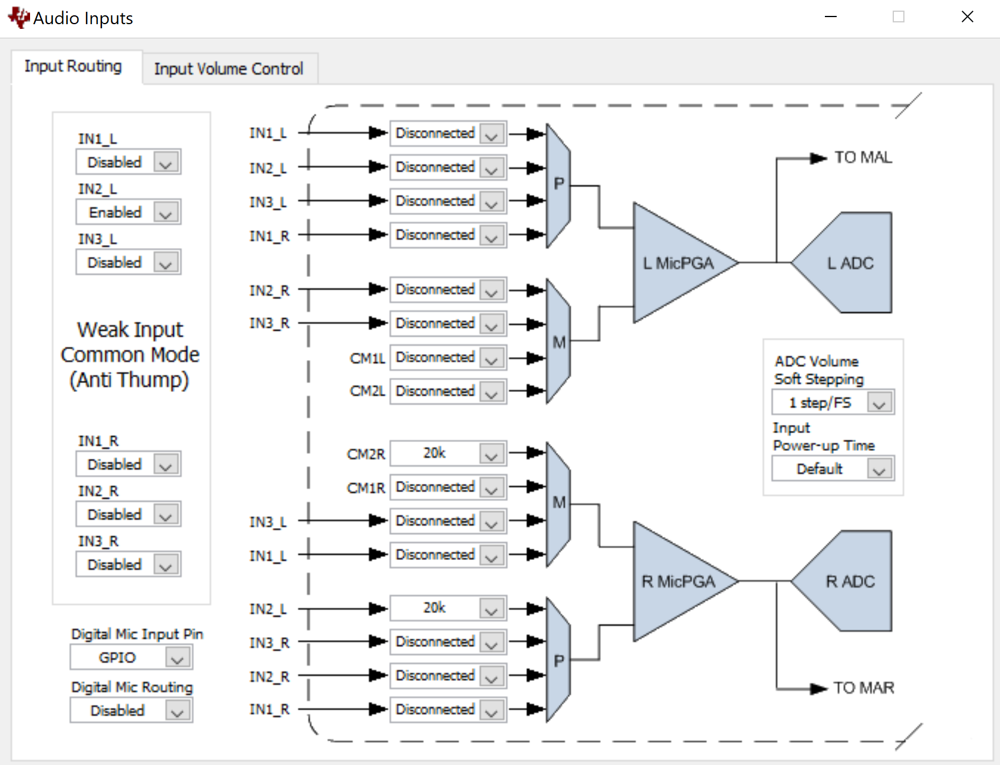 Audio Inputs
Input Routing
Input Volume Control
IN1_L
Disabled
IN2_L
Enabled
IN3_L
Disabled
Weak Input
Common Mode
(Anti Thump)
IN1_R
Disabled
IN2_R
Disabled
IN3_R
Disabled
Digital Mic Input Pin
GPIO
Digital Mic Routing
Disabled
IN1_L Disconnected
IN2_L Disconnected
IN3_L Disconnected
IN1_R Disconnected
P
IN2_R Disconnected
IN3_R Disconnected
CM1L Disconnected
CM2L Disconnected
M
L MicPGA
TO MAL
L ADC
ADC Volume
Soft Stepping
1 step/FS
Input
Power-up Time
Default
CM2R 20k
CM1R Disconnected
IN3_L Disconnected
IN1_L Disconnected
M
IN2_L 20k
IN3_R Disconnected
IN2_R Disconnected
IN1_R Disconnected
P
R MicPGA
R ADC
TO MAR